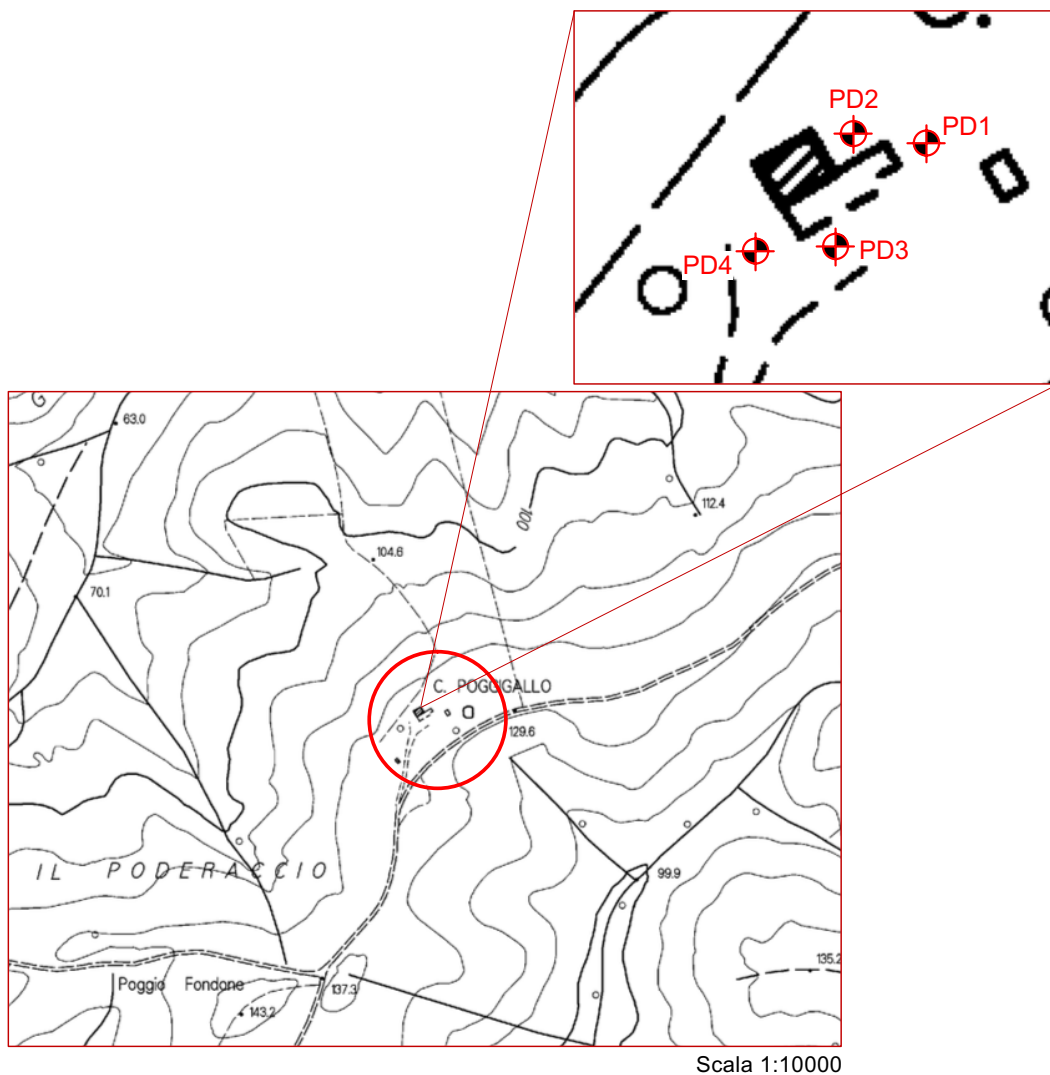 PD2
PD1
PD4
PD3
G
63.0
112.4
100
104.6
70.1
C. POGGIGALLO
129.6
IL PODERACCIO
99.9
135.2
Poggio Fondane
137.3
143.2
Scala 1:10000